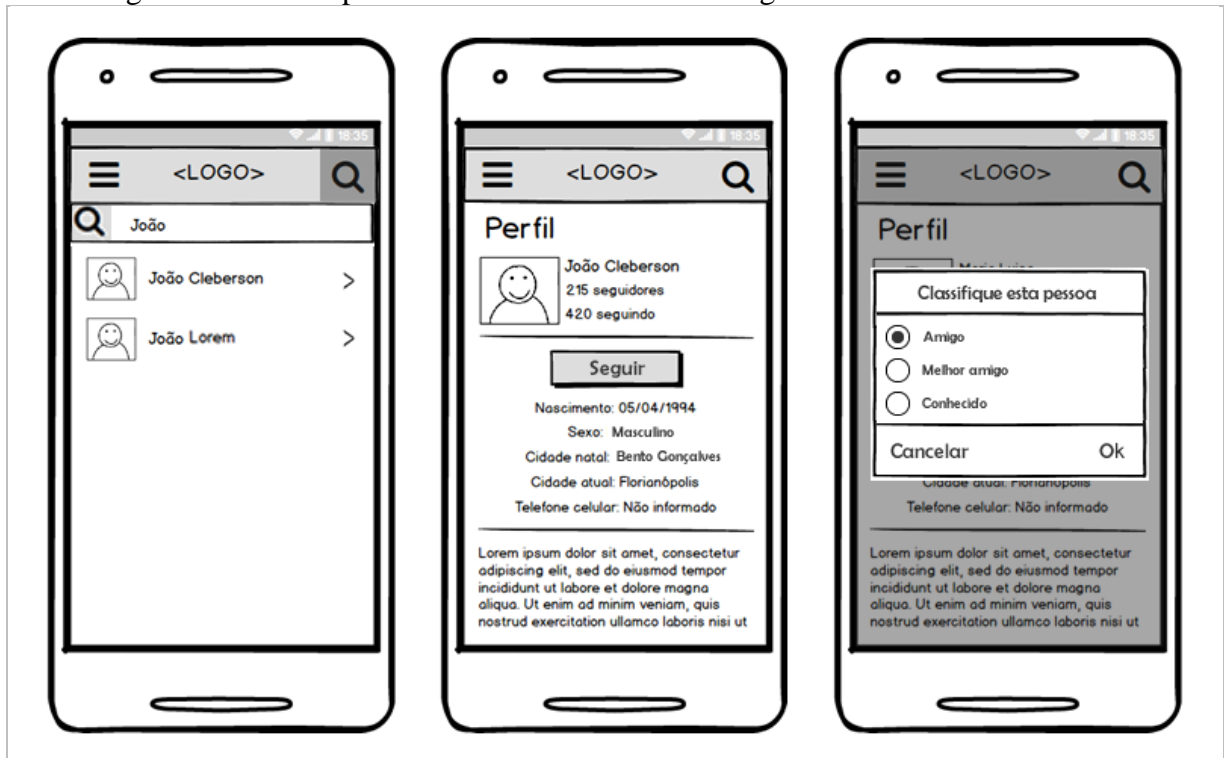 18:35
<LOGO>
João
João Cleberson
João Lorem
18:35
<LOGO>
Perfil
João Cleberson
215 seguidores
420 seguindo
Seguir
Nascimento: 05/04/1994
Sexo: Masculino
Cidade natal: Bento Gonçalves
Cidade atual: Florianópolis
Telefone celular: Não informado
Lorem ipsum dolor sit amet, consectetur
adipiscing elit, sed do eiusmod tempor
incididunt ut labore et dolore magna
aliqua. Ut enim ad minim veniam, quis
nostrud exercitation ullamco laboris nisi ut
18:35
<LOGO>
Perfil
Classifique esta pessoa
Amigo
Melhor amigo
Conhecido
Cancelar Ok
Cidade atual: Florianópolis
Telefone celular: Não informado
Lorem ipsum dolor sit amet, consectetur
adipiscing elit, sed do eiusmod tempor
incididunt ut labore et dolore magna
aliqua. Ut enim ad minim veniam, quis
nostrud exercitation ullamco laboris nisi ut